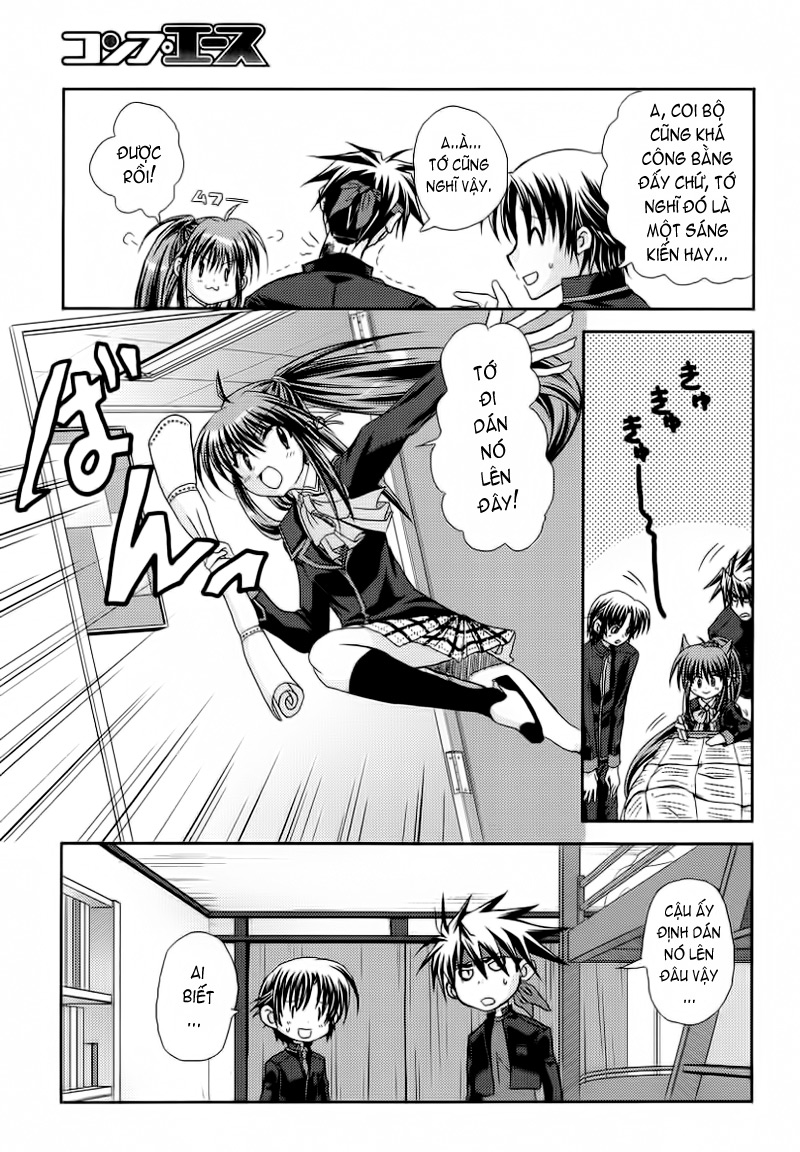 コンプエース
A, COI BỘ
CŨNG KHÁ
CÔNG BẰNG
ĐẤY CHỨ, TỚ
NGHĨ ĐÓ LÀ
MỘT SÁNG
KIẾN HAY...
A..À...
TỚ CŨNG
NGHĨ VẬY.
ĐƯỢC
RỒI!
ムフー
きゅ
きゅ
きゅ〜
TỚ
ĐI
DÁN
NÓ
LÊN
ĐÂY!
ばんッ
CẬU ẤY
ĐỊNH DÁN
NÓ LÊN
ĐÂU VẬY
...
AI
BIẾT
...